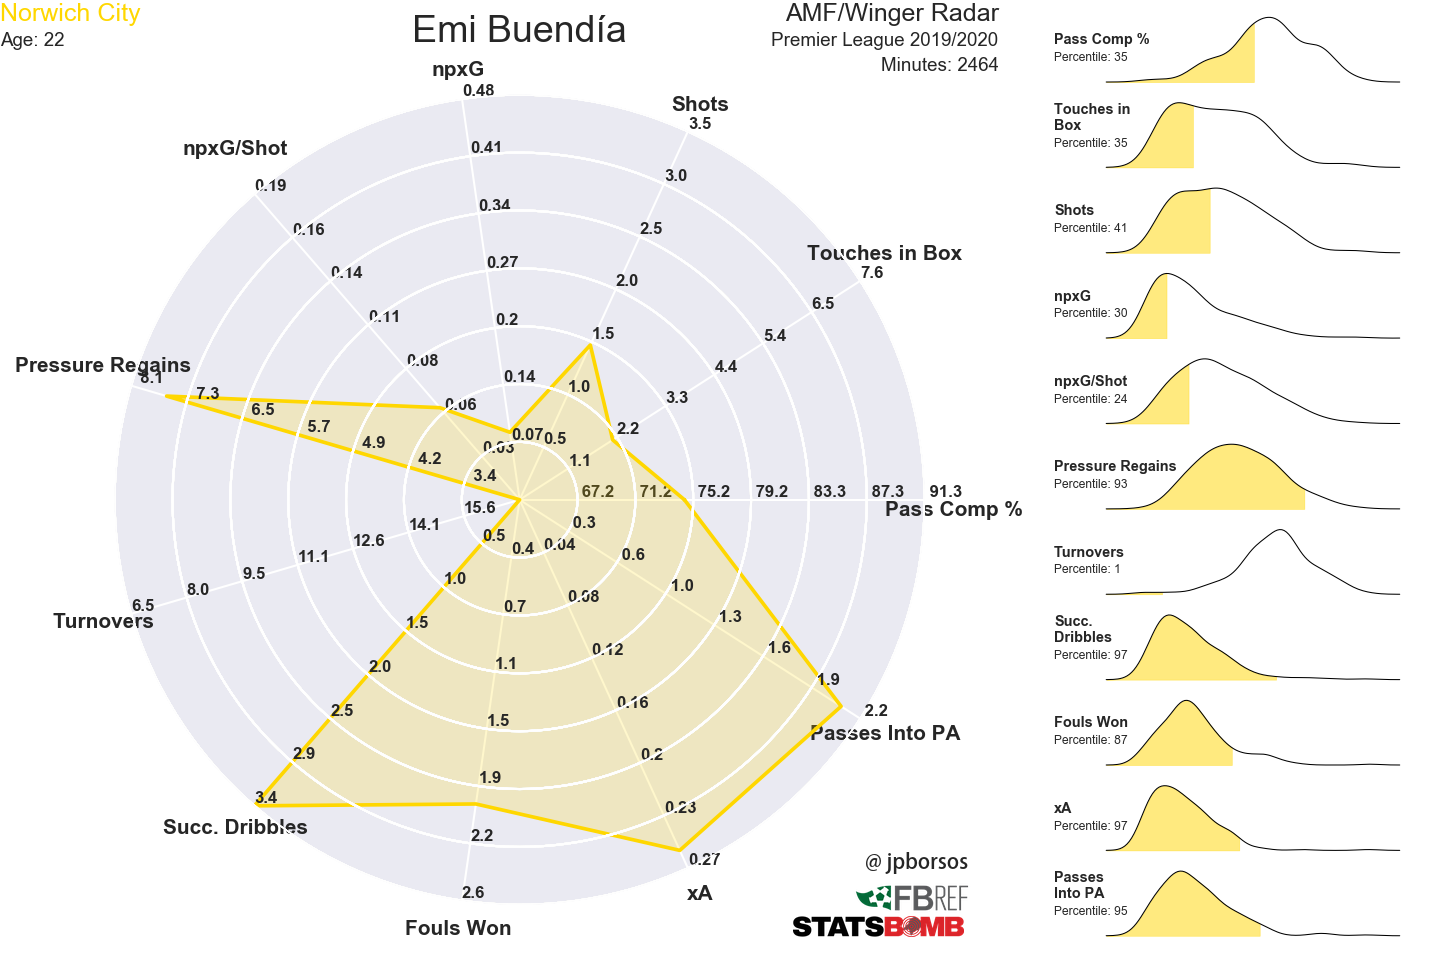 Norwich City
Age: 22
Emi Buendía
AMF/Winger Radar
Premier League 2019/2020
Minutes: 2464
npxG
0.48
0.41
0.34
0.27
0.2
0.14
0.07
Shots
3.5
3.0
2.5
2.0
1.5
1.0
0.5
Touches in Box
7.6
6.5
5.4
4.4
3.3
2.2
1.1
Pass Comp %
67.2
71.2
75.2
79.2
83.3
87.3
91.3
Passes Into PA
0.3
0.6
1.0
1.3
1.6
1.9
2.2
xA
0.04
0.08
0.12
0.16
0.2
0.23
0.27
Fouls Won
0.4
0.7
1.1
1.5
1.9
2.2
2.6
Succ. Dribbles
0.5
1.0
1.5
2.0
2.5
2.9
3.4
Turnovers
15.6
14.1
12.6
11.1
9.5
8.0
6.5
Pressure Regains
8.1
7.3
6.5
5.7
4.9
4.2
3.4
npxG/Shot
0.19
0.16
0.14
0.11
0.08
0.06
0.03
@jpborsos
FBREF
STATSBOMB
Pass Comp %
Percentile: 35
Touches in
Box
Percentile: 35
Shots
Percentile: 41
npxG
Percentile: 30
npxG/Shot
Percentile: 24
Pressure Regains
Percentile: 93
Turnovers
Percentile: 1
Succ.
Dribbles
Percentile: 97
Fouls Won
Percentile: 87
xA
Percentile: 97
Passes
Into PA
Percentile: 95